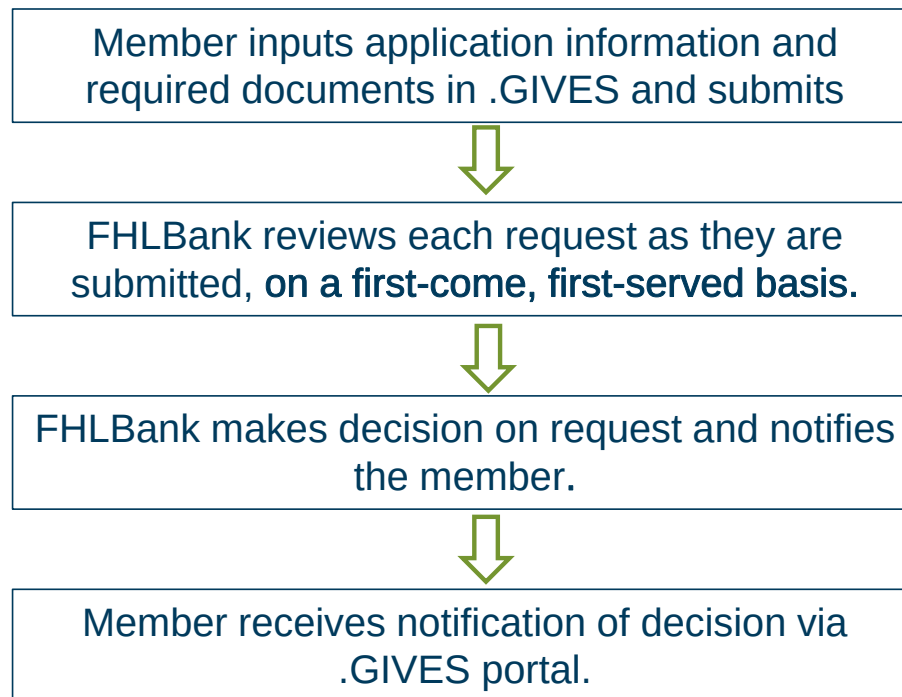 Member inputs application information and
required documents in .GIVES and submits
FHLBank reviews each request as they are
submitted, on a first-come, first-served basis.
FHLBank makes decision on request and notifies
the member.
Member receives notification of decision via
.GIVES portal.